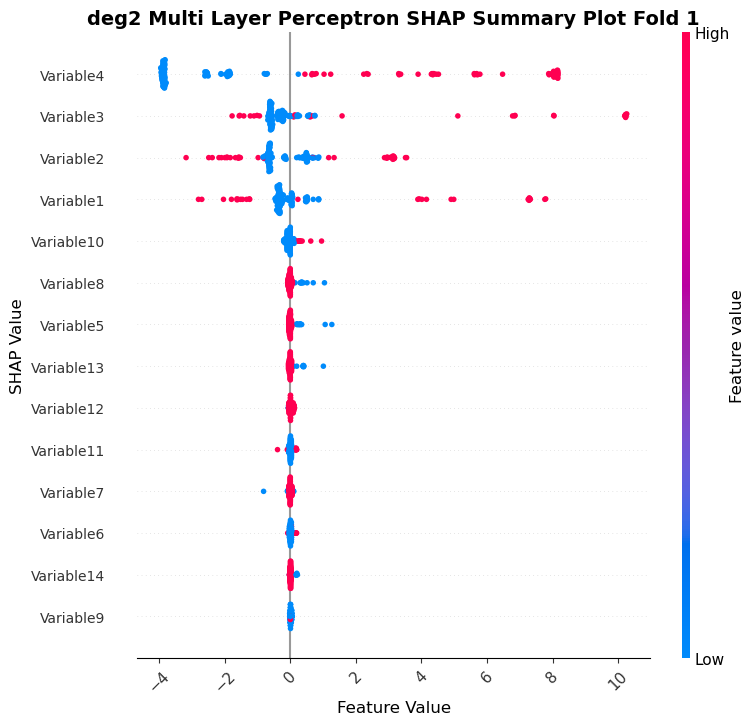 deg2 Multi Layer Perceptron SHAP Summary Plot Fold 1
High
Variable4
Variable3
Variable2
Variable1
Variable10
Variable8
Variable5
Variable13
Variable12
Variable11
Variable7
Variable6
Variable14
Variable9
SHAP Value
Feature value
Low
−4 −2 0 2 4 6 8 10
Feature Value